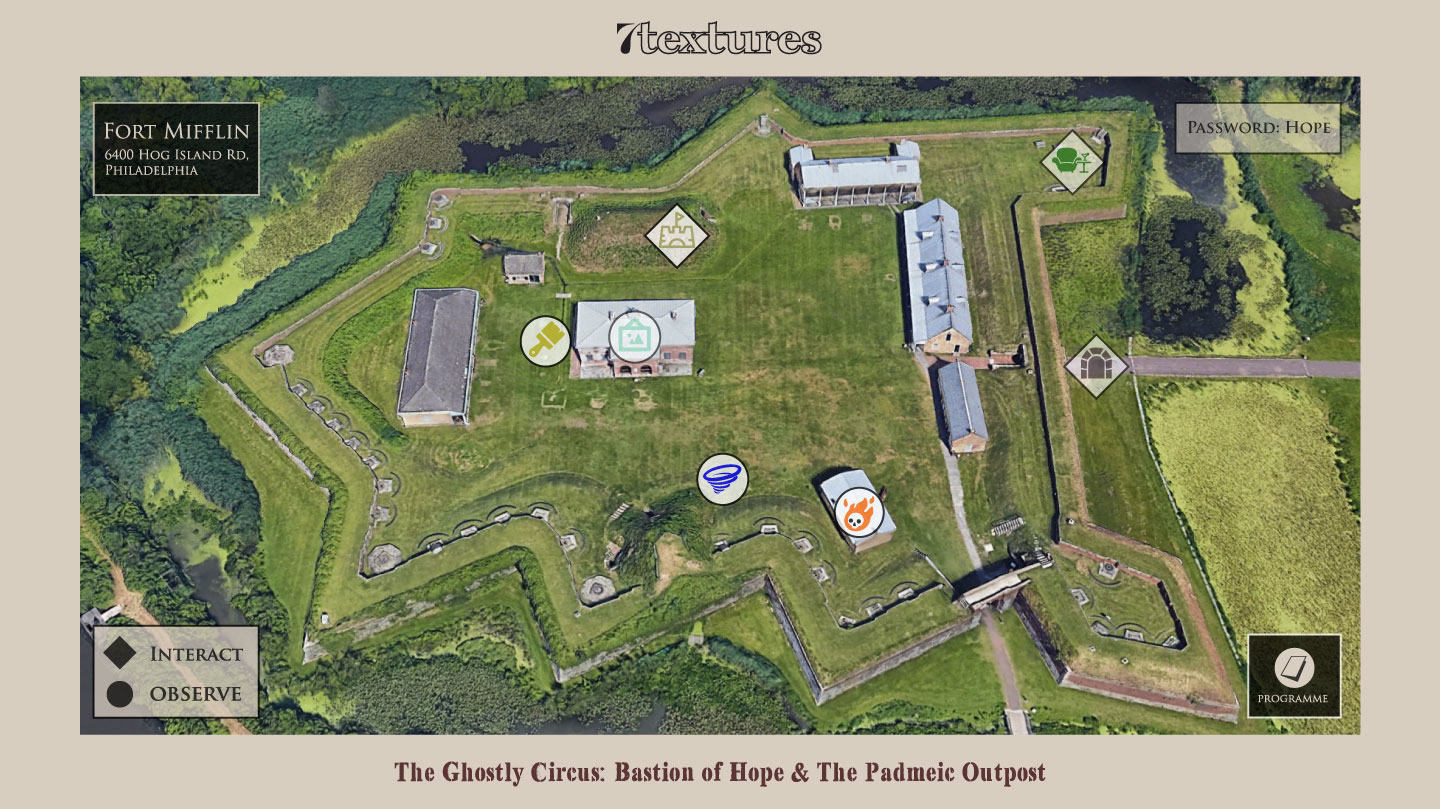 7textures
Fort Mifflin
6400 Hog Island Rd,
Philadelphia
Password: Hope
Interact
observe
programme
The Ghostly Circus: Bastion of Hope & The Padmeic Outpost